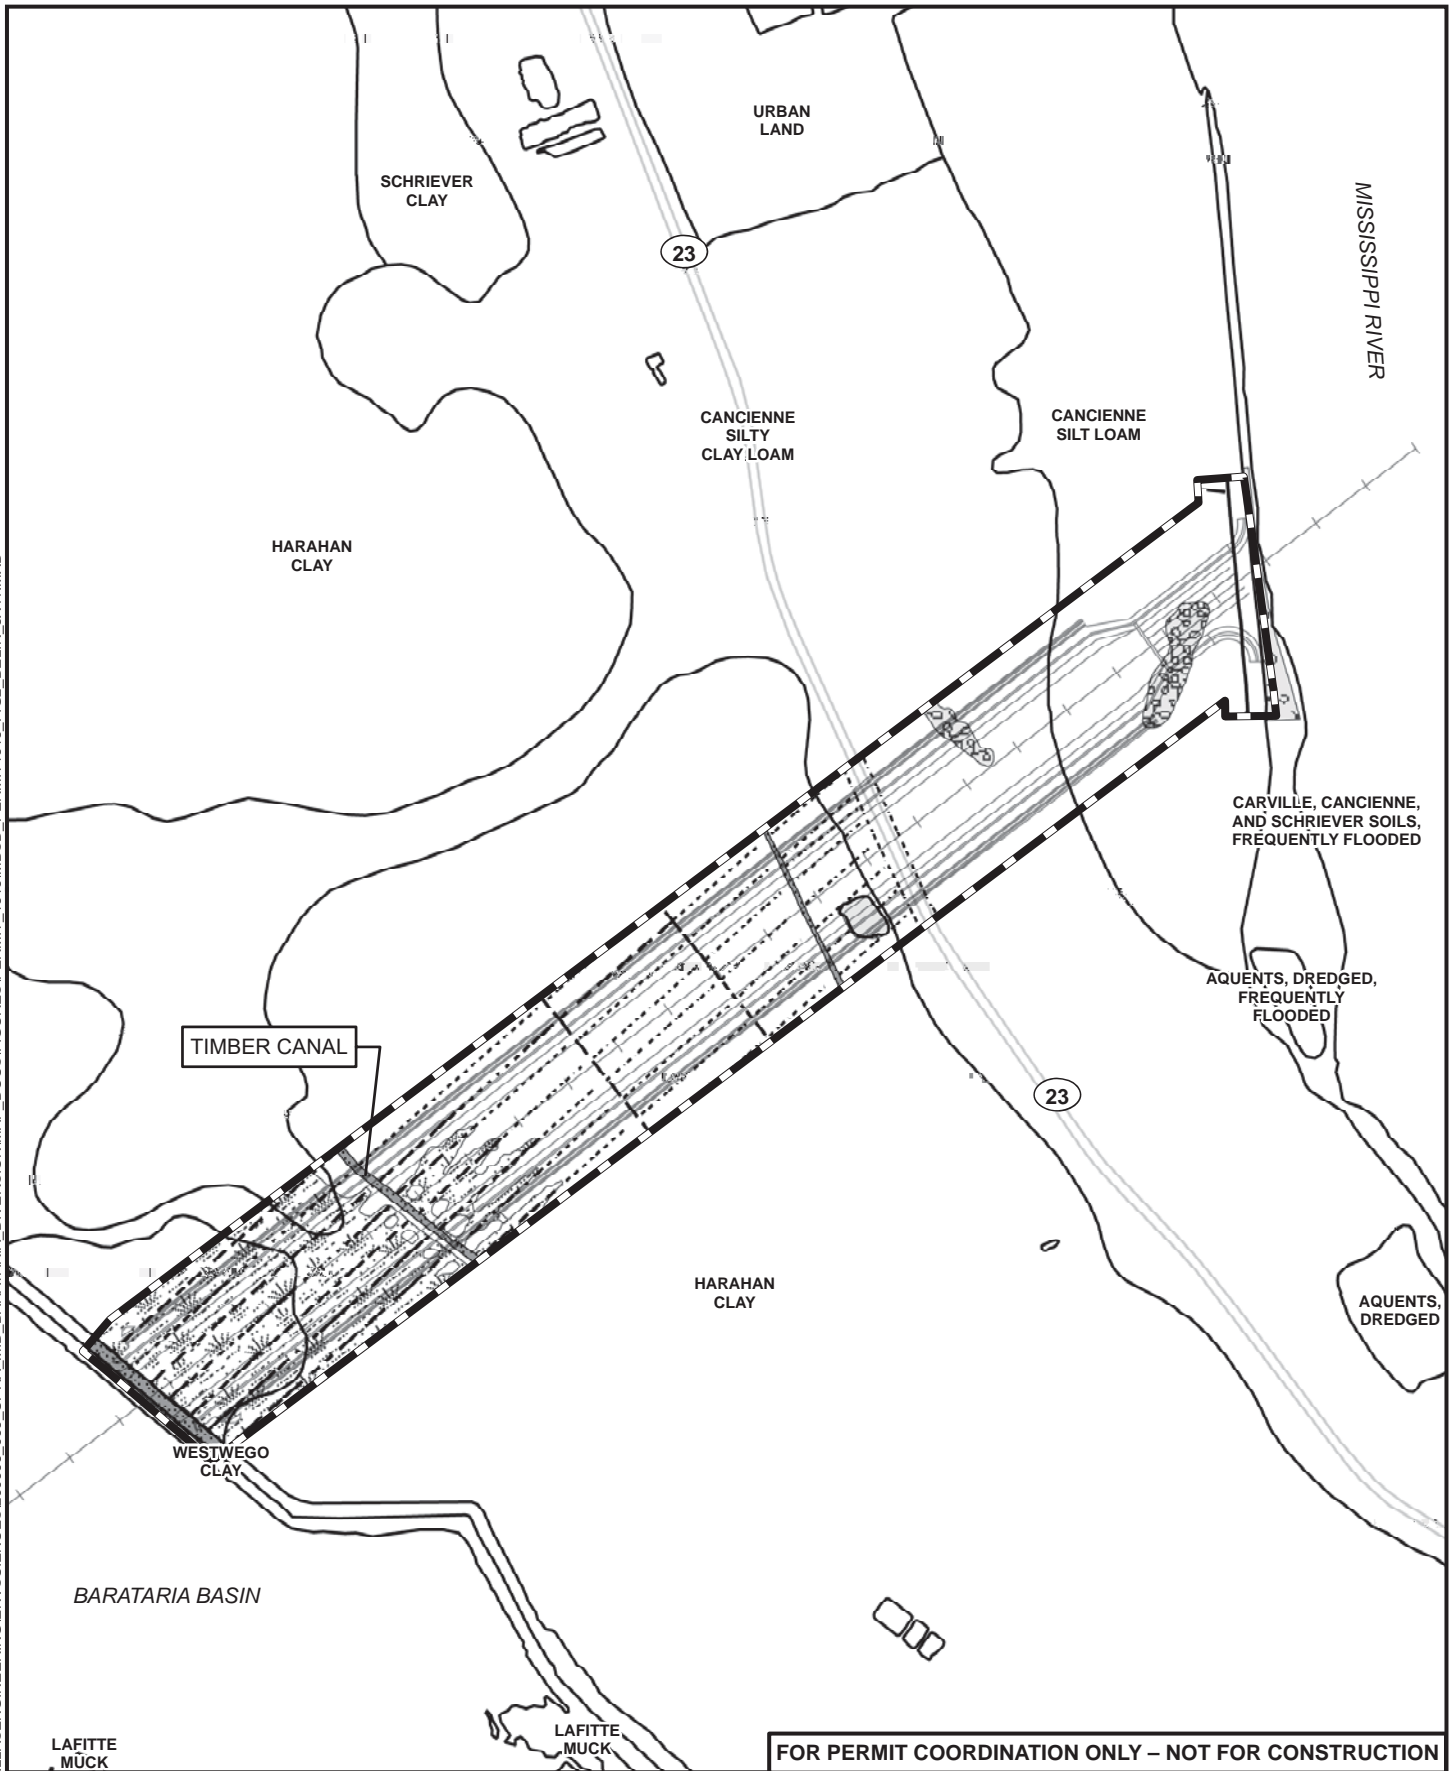 URBAN
LAND
SCHRIEVER
CLAY
MISSISSIPPI RIVER
23
CANCIENNE
SILTY
CLAY LOAM
CANCIENNE
SILT LOAM
HARAHAN
CLAY
CARVILLE, CANCIENNE,
AND SCHRIEVER SOILS,
FREQUENTLY FLOODED
AQUENTS, DREDGED,
FREQUENTLY
FLOODED
TIMBER CANAL
23
HARAHAN
CLAY
AQUENTS,
DREDGED
WESTWEGO
CLAY
BARATARIA BASIN
LAFITTE
MUCK
LAFITTE
MUCK
FOR PERMIT COORDINATION ONLY – NOT FOR CONSTRUCTION